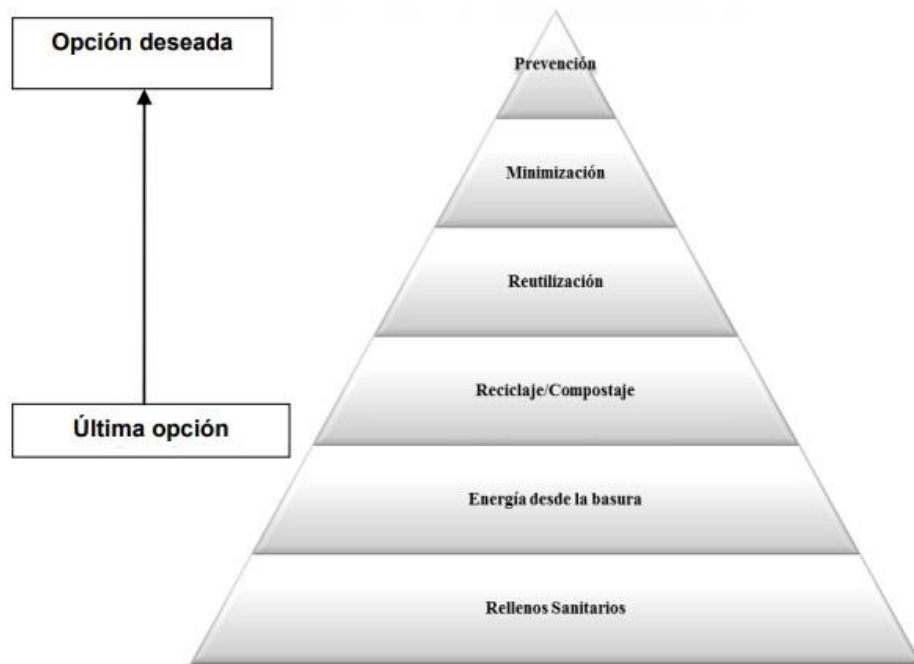 Opción deseada
Prevención
Minimización
Reutilización
Reciclaje/Compostaje
Última opción
Energía desde la basura
Rellenos Sanitarios